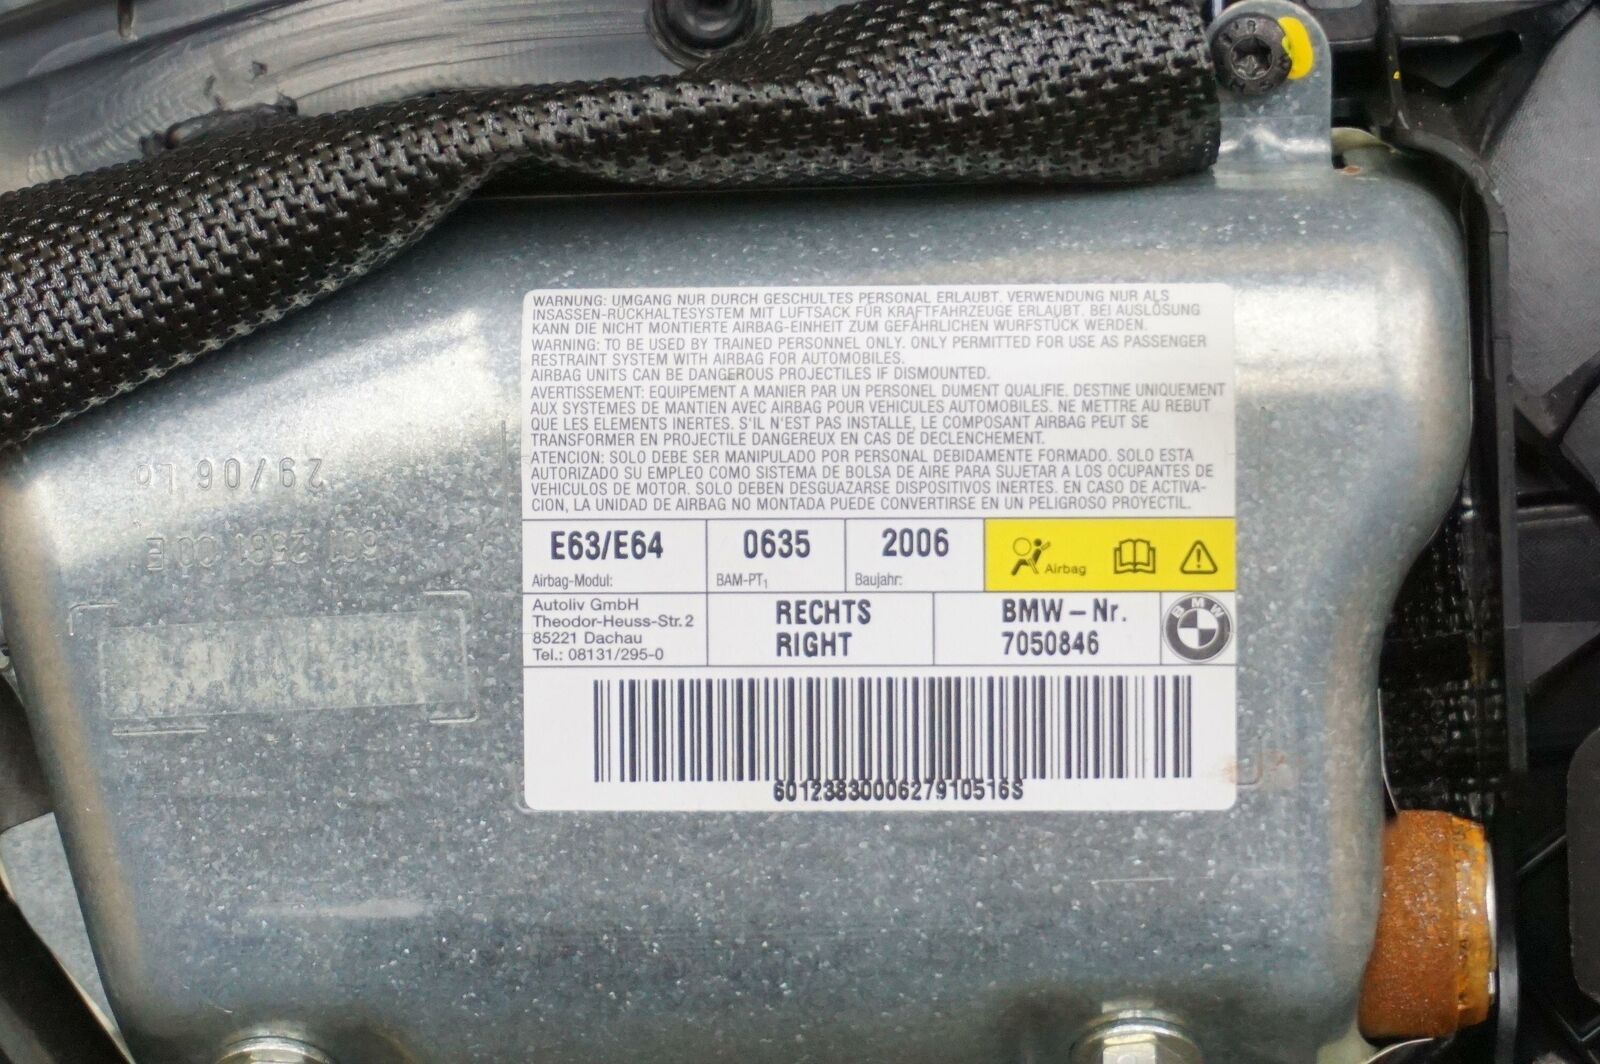 WARNUNG: UMGANG NUR DURCH GESCHULTES PERSONAL ERLAUBT. VERWENDUNG NUR ALS
INSASSEN-RÜCKHALTESYSTEM MIT LUFTSACK FÜR KRAFTFAHRZEUGE ERLAUBT. BEI AUSLÖSUNG
KANN DIE NICHT MONTIERTE AIRBAG-EINHEIT ZUM GEFÄHRLICHEN WURFSTÜCK WERDEN.
WARNING: TO BE USED BY TRAINED PERSONNEL ONLY. ONLY PERMITTED FOR USE AS PASSENGER
RESTRAINT SYSTEM WITH AIRBAG FOR AUTOMOBILES.
AIRBAG UNITS CAN BE DANGEROUS PROJECTILES IF DISMOUNTED.
AVERTISSEMENT: EQUIPEMENT A MANIER PAR UN PERSONEL DUMENT QUALIFIE. DESTINE UNIQUEMENT
AUX SYSTEMES DE MANTIEN AVEC AIRBAG POUR VEHICULES AUTOMOBILES. NE METTRE AU REBUT
QUE LES ELEMENTS INERTES. S'IL N'EST PAS INSTALLE, LE COMPOSANT AIRBAG PEUT SE
TRANSFORMER EN PROJECTILE DANGEREUX EN CAS DE DECLENCHEMENT.
ATENCION: SOLO DEBE SER MANIPULADO POR PERSONAL DEBIDAMENTE FORMADO. SOLO ESTA
AUTORIZADO SU EMPLEO COMO SISTEMA DE BOLSA DE AIRE PARA SUJETAR A LOS OCUPANTES DE
VEHICULOS DE MOTOR. SOLO DEBEN DESGUAZARSE DISPOSITIVOS INERTES. EN CASO DE ACTIVA-
CION, LA UNIDAD DE AIRBAG NO MONTADA PUEDE CONVERTIRSE EN UN PELIGROSO PROYECTIL.
E63/E64 0635 2006
Airbag-Modul: BAM-PT1 Baujahr: Airbag
Autoliv GmbH
Theodor-Heuss-Str. 2
85221 Dachau
Tel.: 08131/295-0
RECHTS
RIGHT
BMW-Nr.
7050846
BMW
6012383000627910516S
29/06 Lo